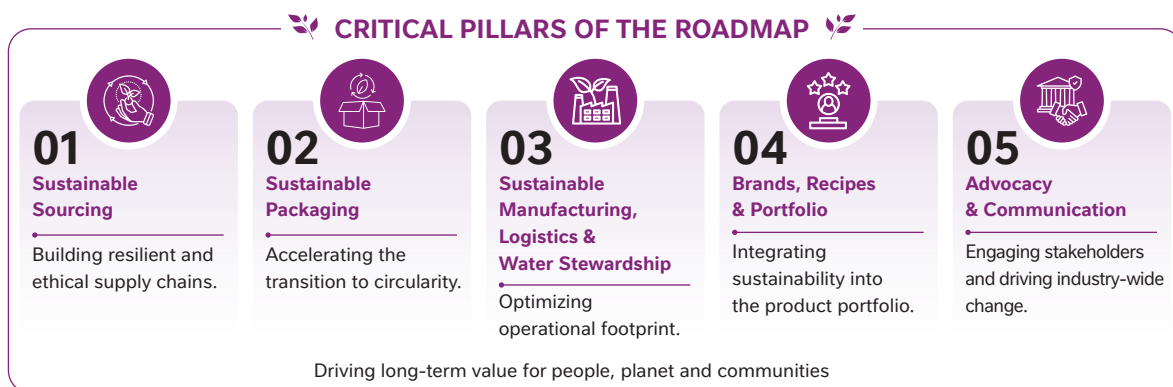 CRITICAL PILLARS OF THE ROADMAP
01
Sustainable
Sourcing
Building resilient and
ethical supply chains.
02
Sustainable
Packaging
Accelerating the
transition to circularity.
03
Sustainable
Manufacturing,
Logistics &
Water Stewardship
Optimizing
operational footprint.
04
Brands, Recipes
& Portfolio
Integrating
sustainability into
the product portfolio.
05
Advocacy
& Communication
Engaging stakeholders
and driving industry-wide
change.
Driving long-term value for people, planet and communities